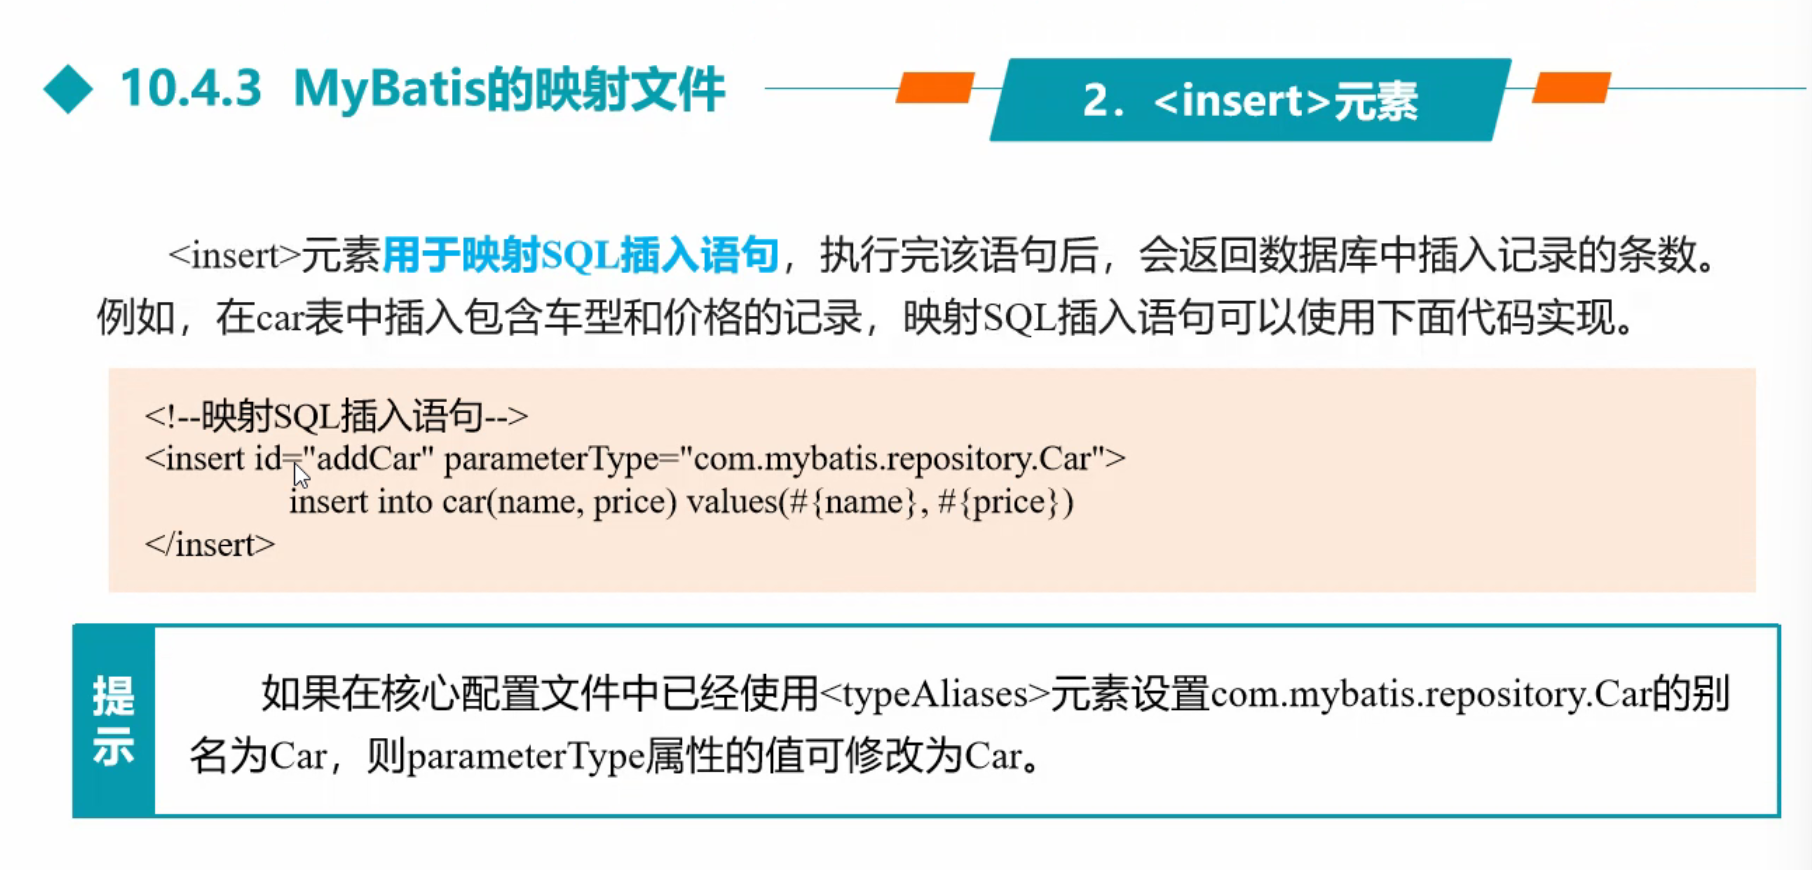 10.4.3 MyBatis的映射文件
2. <insert>元素
<insert>元素用于映射SQL插入语句，执行完该语句后，会返回数据库中插入记录的条数。
例如，在car表中插入包含车型和价格的记录，映射SQL插入语句可以使用下面代码实现。
<!--映射SQL插入语句-->
<insert id="addCar" parameterType="com.mybatis.repository.Car">
insert into car(name, price) values(#{name}, #{price})
</insert>
提示
如果在核心配置文件中已经使用<typeAliases>元素设置com.mybatis.repository.Car的别
名为Car，则parameterType属性的值可修改为Car。